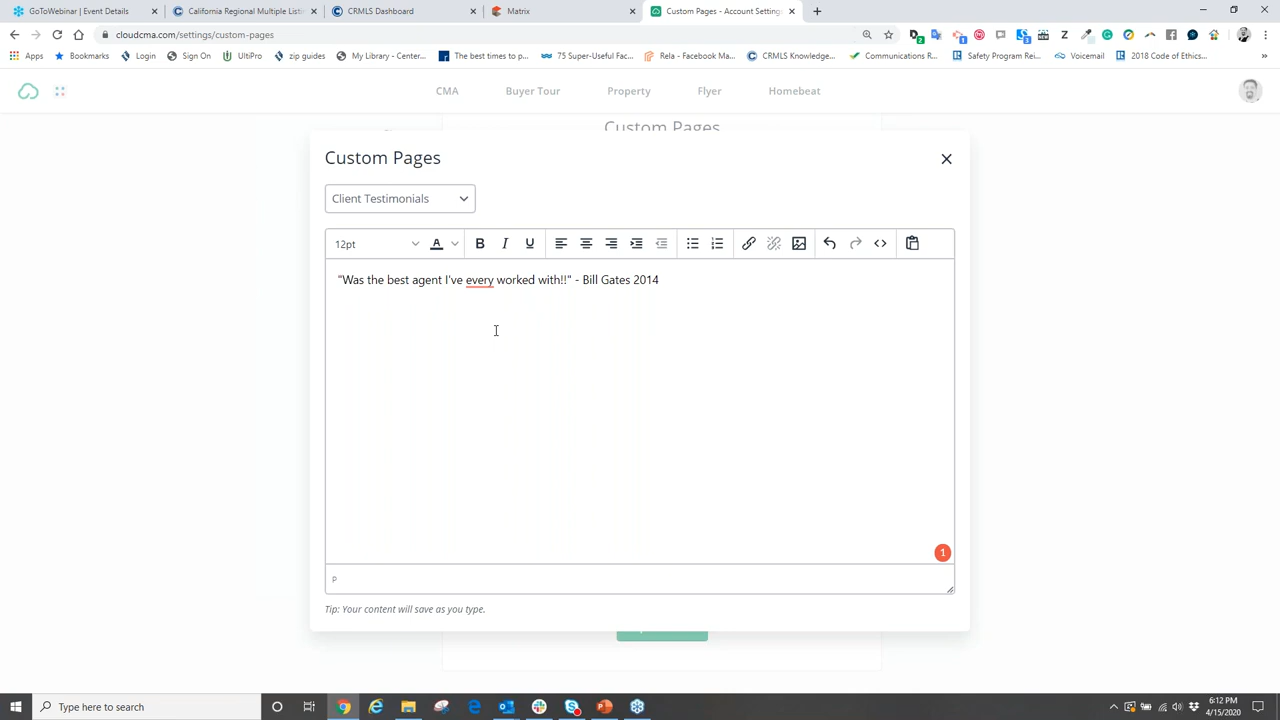 GoToWebinar | Event Details
California Regional Multiple Listin
CRMLS Dashboard
Matrix
Custom Pages - Account Settings
cloudcma.com/settings/custom-pages
Apps
Bookmarks
Login
Sign On
UltiPro
zip guides
My Library - Center...
The best times to p...
75 Superular Fac...
Rela - Facebook Ma...
CRMLS Knowledge...
Communications R...
Safety Program Rei...
Voicemail
2018 Code of Ethics...
CMA
Buyer Tour
Property
Flyer
Homebeat
Custom Pages
Custom Pages
Client Testimonials
12pt
"Was the best agent I've every worked with!!" - Bill Gates 2014
1
P
Tip: Your content will save as you type.
Type here to search
6:12 PM
4/15/2020